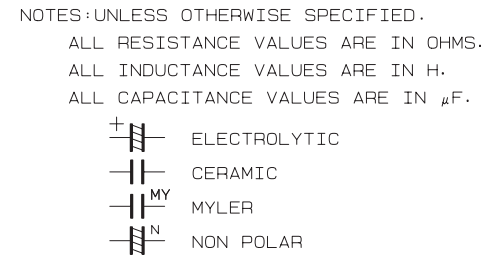 NOTES:UNLESS OTHERWISE SPECIFIED.
ALL RESISTANCE VALUES ARE IN OHMS.
ALL INDUCTANCE VALUES ARE IN H.
ALL CAPACITANCE VALUES ARE IN µF.
+ ELECTROLYTIC
CERAMIC
MY MYLER
N NON POLAR